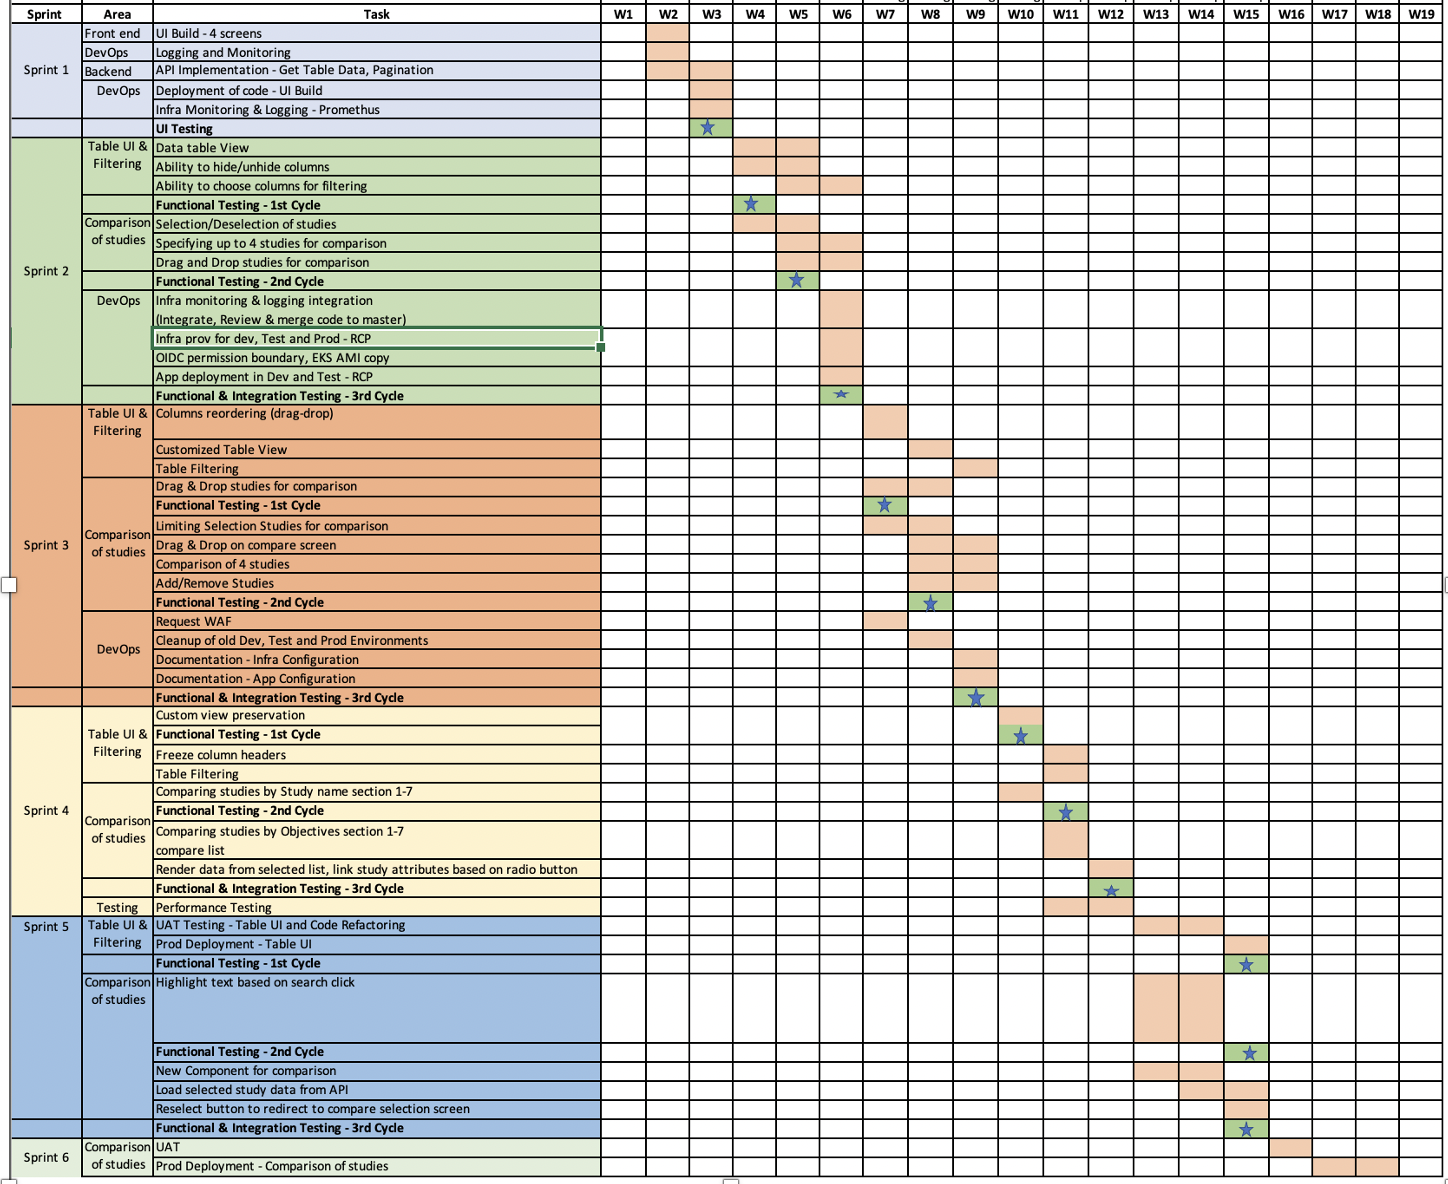 Sprint Area Task W1 W2 W3 W4 W5 W6 W7 W8 W9 W10 W11 W12 W13 W14 W15 W16 W17 W18 W19
Sprint 1
Front end UI Build - 4 screens
DevOps Logging and Monitoring
Backend API Implementation - Get Table Data, Pagination
DevOps Deployment of code - UI Build
Infra Monitoring & Logging - Promethus
UI Testing
Sprint 2
Table UI & Data table View
Filtering Ability to hide/unhide columns
Ability to choose columns for filtering
Functional Testing - 1st Cycle
Comparison Selection/Deselection of studies
of studies Specifying up to 4 studies for comparison
Drag and Drop studies for comparison
Functional Testing - 2nd Cycle
DevOps Infra monitoring & logging integration
(Integrate, Review & merge code to master)
Infra prov for dev, Test and Prod - RCP
OIDC permission boundary, EKS AMI copy
App deployment in Dev and Test - RCP
Functional & Integration Testing - 3rd Cycle
Sprint 3
Table UI & Columns reordering (drag-drop)
Filtering
Customized Table View
Table Filtering
Drag & Drop studies for comparison
Functional Testing - 1st Cycle
Limiting Selection Studies for comparison
Comparison Drag & Drop on compare screen
of studies Comparison of 4 studies
Add/Remove Studies
Functional Testing - 2nd Cycle
Request WAF
Cleanup of old Dev, Test and Prod Environments
DevOps Documentation - Infra Configuration
Documentation - App Configuration
Functional & Integration Testing - 3rd Cycle
Sprint 4
Custom view preservation
Table UI & Functional Testing - 1st Cycle
Filtering Freeze column headers
Table Filtering
Comparing studies by Study name section 1-7
Functional Testing - 2nd Cycle
Comparison Comparing studies by Objectives section 1-7
of studies compare list
Render data from selected list, link study attributes based on radio button
Functional & Integration Testing - 3rd Cycle
Testing Performance Testing
Sprint 5 Table UI & UAT Testing - Table UI and Code Refactoring
Filtering Prod Deployment - Table UI
Functional Testing - 1st Cycle
Comparison Highlight text based on search click
of studies
Functional Testing - 2nd Cycle
New Component for comparison
Load selected study data from API
Reselect button to redirect to compare selection screen
Functional & Integration Testing - 3rd Cycle
Sprint 6
Comparison UAT
of studies Prod Deployment - Comparison of studies